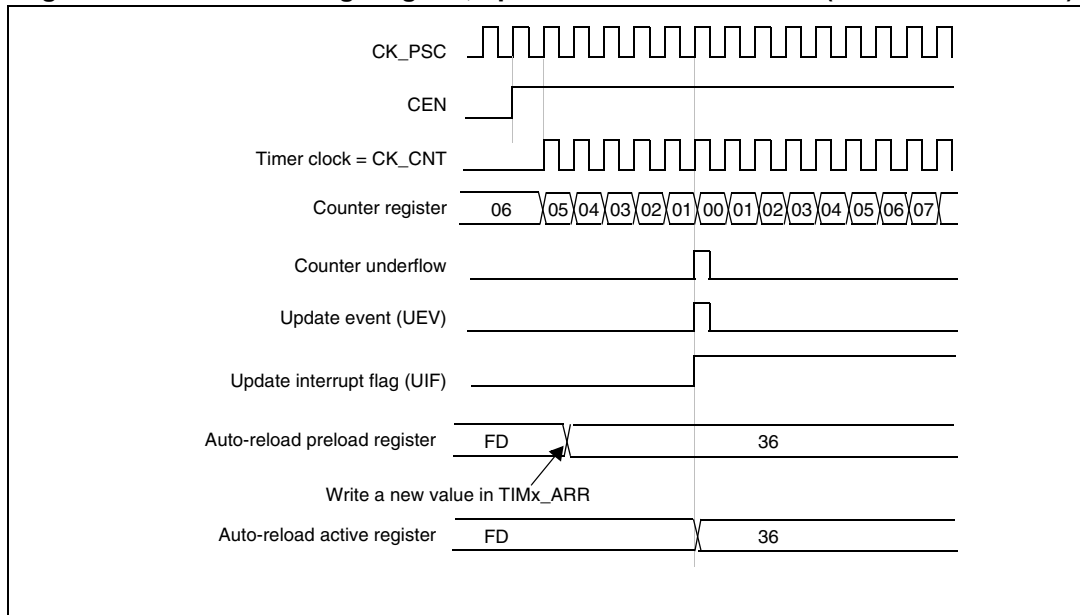 CK_PSC
CEN
Timer clock = CK_CNT
Counter register 06 05 04 03 02 01 00 01 02 03 04 05 06 07
Counter underflow
Update event (UEV)
Update interrupt flag (UIF)
Auto-reload preload register FD 36
Write a new value in TIMx_ARR
Auto-reload active register FD 36